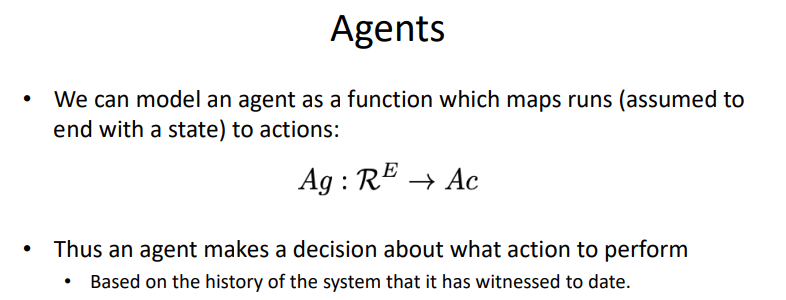 Agents
• We can model an agent as a function which maps runs (assumed to
end with a state) to actions:
Ag : ℛᴱ → Ac
• Thus an agent makes a decision about what action to perform
• Based on the history of the system that it has witnessed to date.